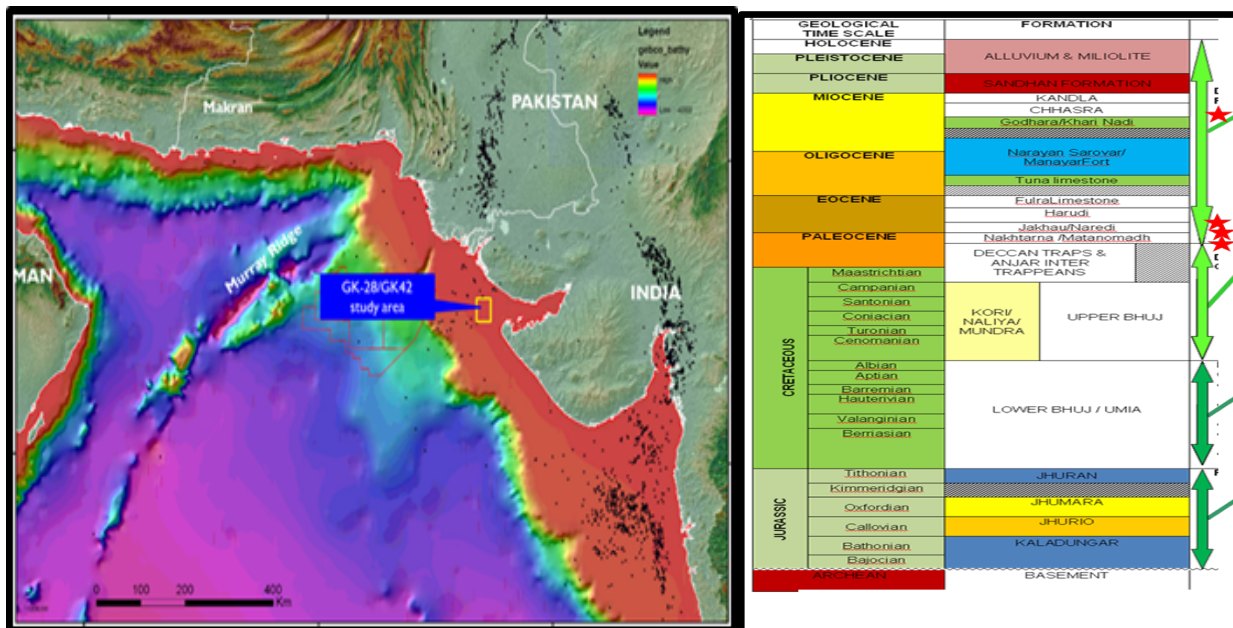 Legend
gebco_bathy
Value
Makran
PAKISTAN
Murray Ridge
MAN
GK-28/GK42
study area
INDIA
0 100 200 400
Km
GEOLOGICAL
TIME SCALE
FORMATION
HOLOCENE
PLEISTOCENE
ALLUVIUM & MILIOLITE
PLIOCENE
SANDHAN FORMATION
MIOCENE
KANDLA
CHHASRA
Godhara/Khari Nadi
OLIGOCENE
Narayan Sarovar/
ManayarFort
Tuna limestone
EOCENE
FulraLimestone
Harudi
Jakhau/Naredi
PALEOCENE
Nakhtarna /Matanomadh
DECCAN TRAPS &
ANJAR INTER
TRAPPEANS
CRETACEOUS
Maastrichtian
Campanian
Santonian
Coniacian
Turonian
Cenomanian
KORI/
NALIYA/
MUNDRA
UPPER BHUJ
Albian
Aptian
Barremian
Hauterivian
Valanginian
Berriasian
LOWER BHUJ / UMIA
JURASSIC
Tithonian
JHURAN
Kimmeridgian
Oxfordian
JHUMARA
Callovian
JHURIO
Bathonian
KALADUNGAR
Bajocian
ARCHEAN
BASEMENT